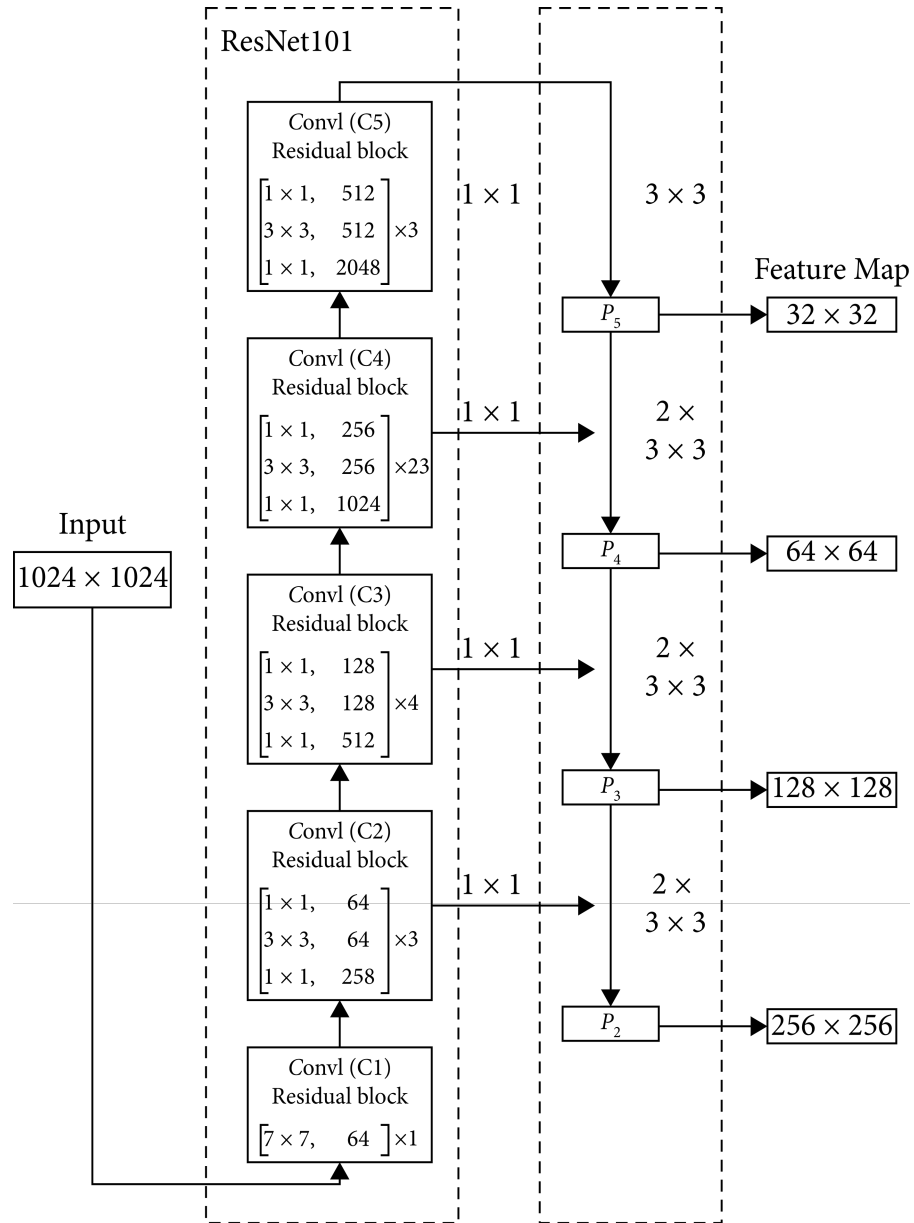 ResNet101
Convl (C5)
Residual block
1 × 1, 512
3 × 3, 512 ×3
1 × 1, 2048
1 × 1
3 × 3
Feature Map
P5
32 × 32
Convl (C4)
Residual block
1 × 1, 256
3 × 3, 256 ×23
1 × 1, 1024
1 × 1
2 ×
3 × 3
P4
64 × 64
Input
1024 × 1024
Convl (C3)
Residual block
1 × 1, 128
3 × 3, 128 ×4
1 × 1, 512
1 × 1
2 ×
3 × 3
P3
128 × 128
Convl (C2)
Residual block
1 × 1, 64
3 × 3, 64 ×3
1 × 1, 258
1 × 1
2 ×
3 × 3
P2
256 × 256
Convl (C1)
Residual block
[7 × 7, 64] ×1